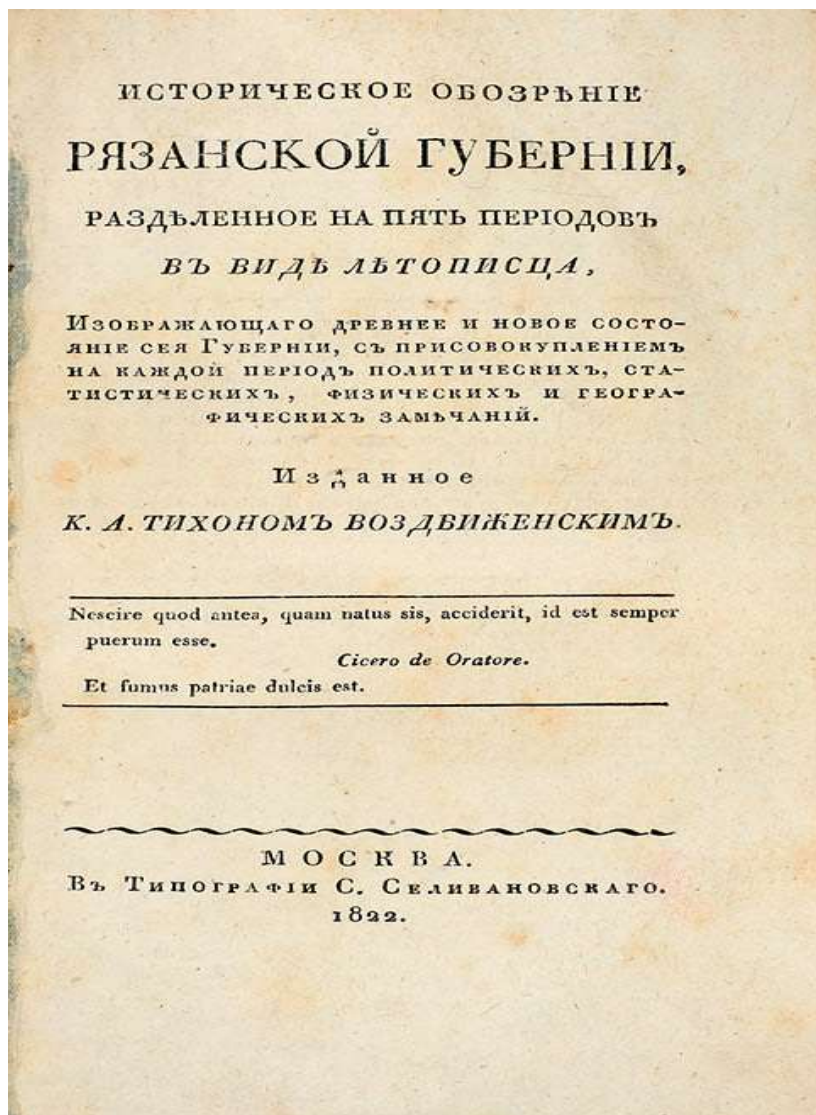 ИСТОРИЧЕСКОЕ ОБОЗРѢНІЕ
РЯЗАНСКОЙ ГУБЕРНІИ,
РАЗДѢЛЕННОЕ НА ПЯТЬ ПЕРІОДОВЪ
ВЪ ВИДѢ ЛѢТОПИСЦА,
ИЗОБРАЖАЮЩАГО ДРЕВНЕЕ И НОВОЕ СОСТО-
ЯНІЕ СЕЯ ГУБЕРНІИ, СЪ ПРИСОВОКУПЛЕНІЕМЪ
НА КАЖДОЙ ПЕРІОДЪ ПОЛИТИЧЕСКИХЪ, СТА-
ТИСТИЧЕСКИХЪ, ФИЗИЧЕСКИХЪ И ГЕОГРА-
ФИЧЕСКИХЪ ЗАМѢЧАНІЙ.
Изданное
К. А. ТИХОНОМЪ ВОЗДВИЖЕНСКИМЪ.
Nescire quod antea, quam natus sis, acciderit, id est semper
puerum esse.
Cicero de Oratore.
Et fumus patriae dulcis est.
МОСКВА.
ВЪ ТИПОГРАФІИ С. СЕЛИВАНОВСКАГО.
1822.